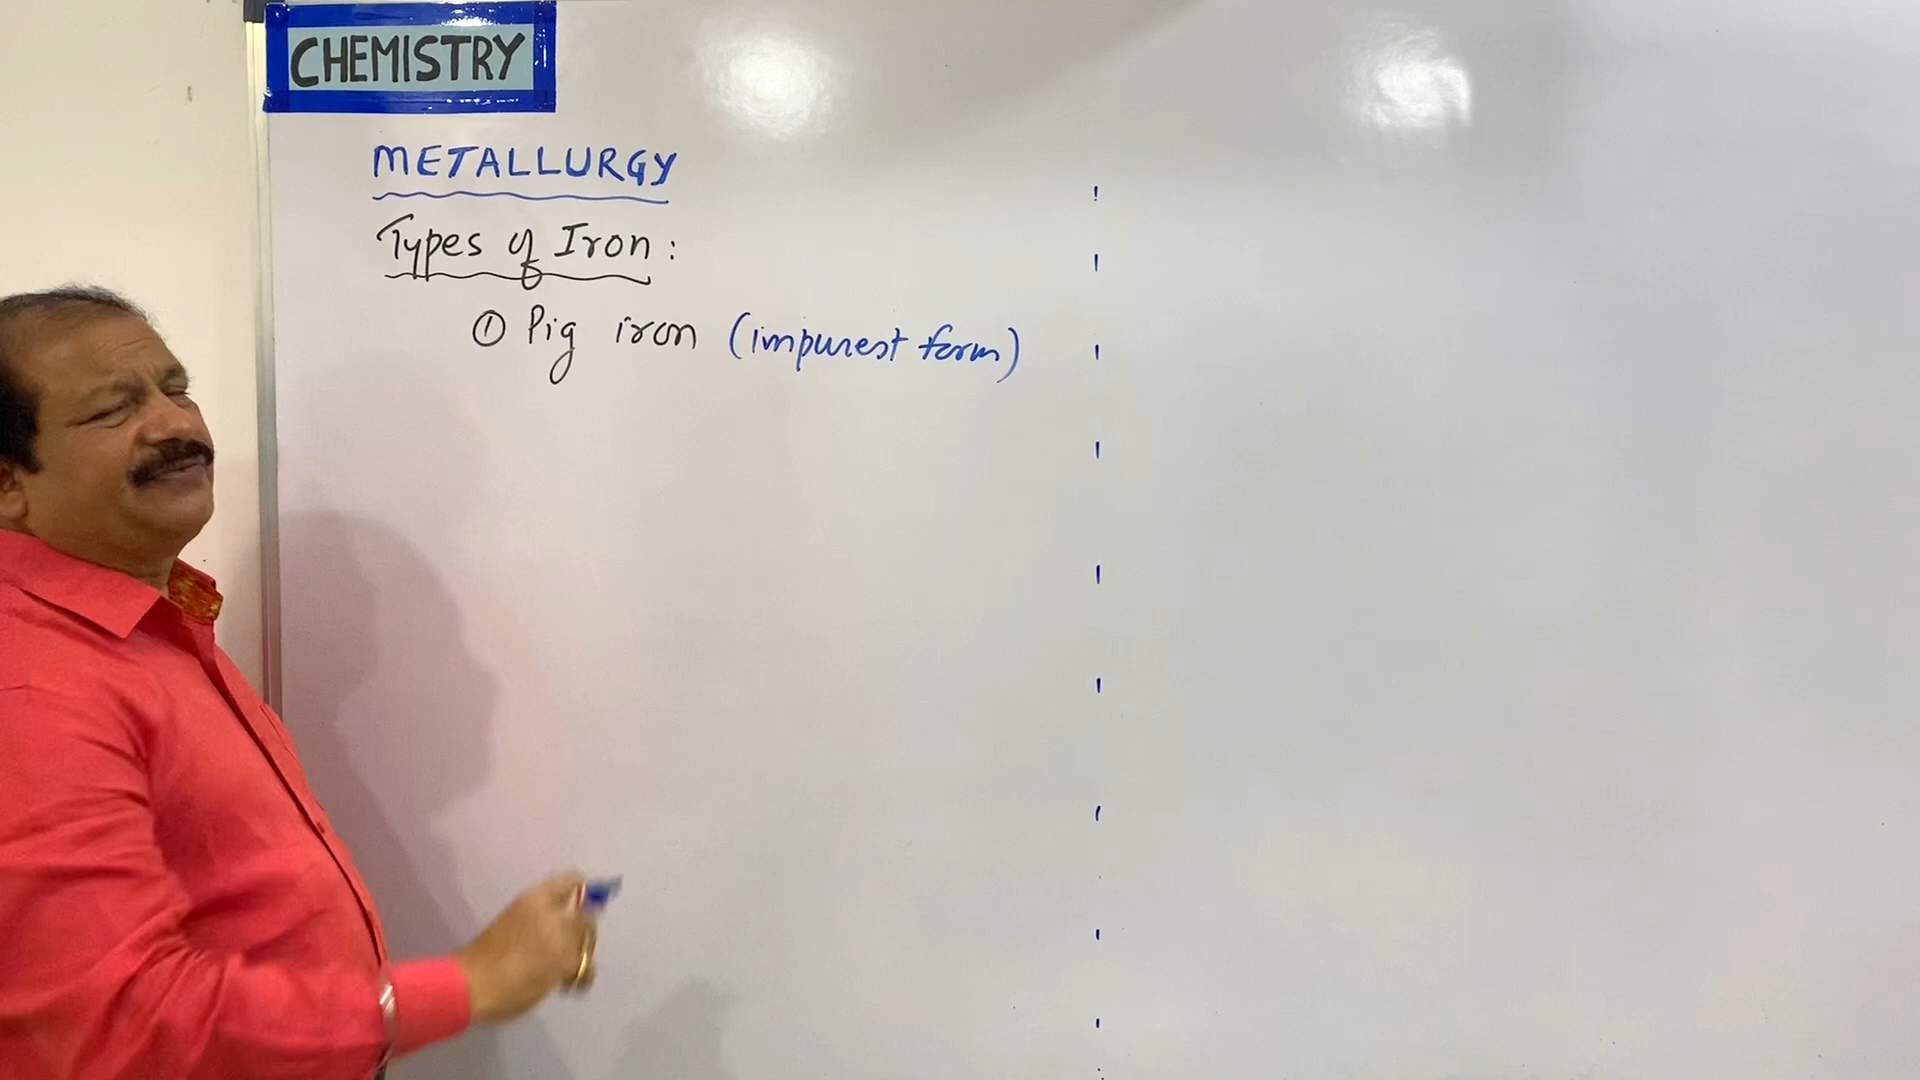 CHEMISTRY
METALLURGY
Types of Iron :
① Pig iron (impurest form)